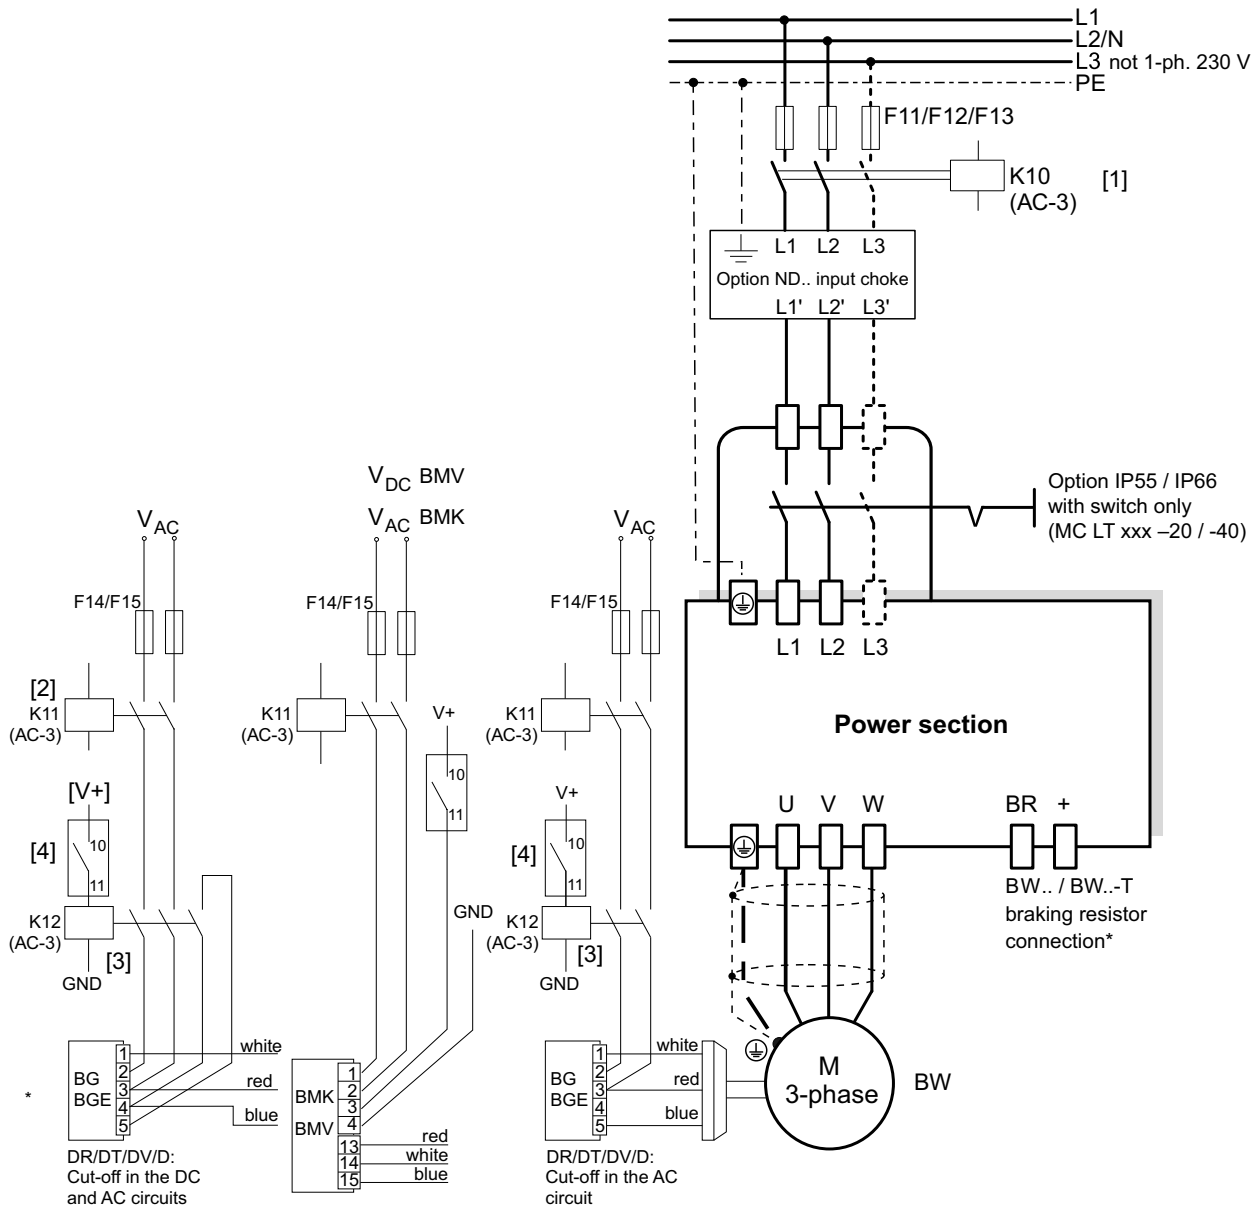 L1
L2/N
L3 not 1-ph. 230 V
PE
F11/F12/F13
K10
(AC-3)
[1]
L1 L2 L3
Option ND.. input choke
L1' L2' L3'
Option IP55 / IP66
with switch only
(MC LT xxx –20 / -40)
L1 L2 L3
Power section
U V W
BR +
BW.. / BW..-T
braking resistor
connection*
M
3-phase
BW
VAC
F14/F15
[2]
K11
(AC-3)
[V+]
[4]
10
11
K12
(AC-3)
[3]
GND
BG
BGE
1
2
3
4
5
white
red
blue
*
DR/DT/DV/D:
Cut-off in the DC
and AC circuits
VDC BMV
VAC BMK
F14/F15
K11
(AC-3)
V+
10
11
GND
BMK
BMV
1
2
3
4
13
14
15
red
white
blue
VAC
F14/F15
K11
(AC-3)
V+
[4]
10
11
K12
(AC-3)
[3]
GND
BG
BGE
1
2
3
4
5
white
red
blue
DR/DT/DV/D:
Cut-off in the AC
circuit